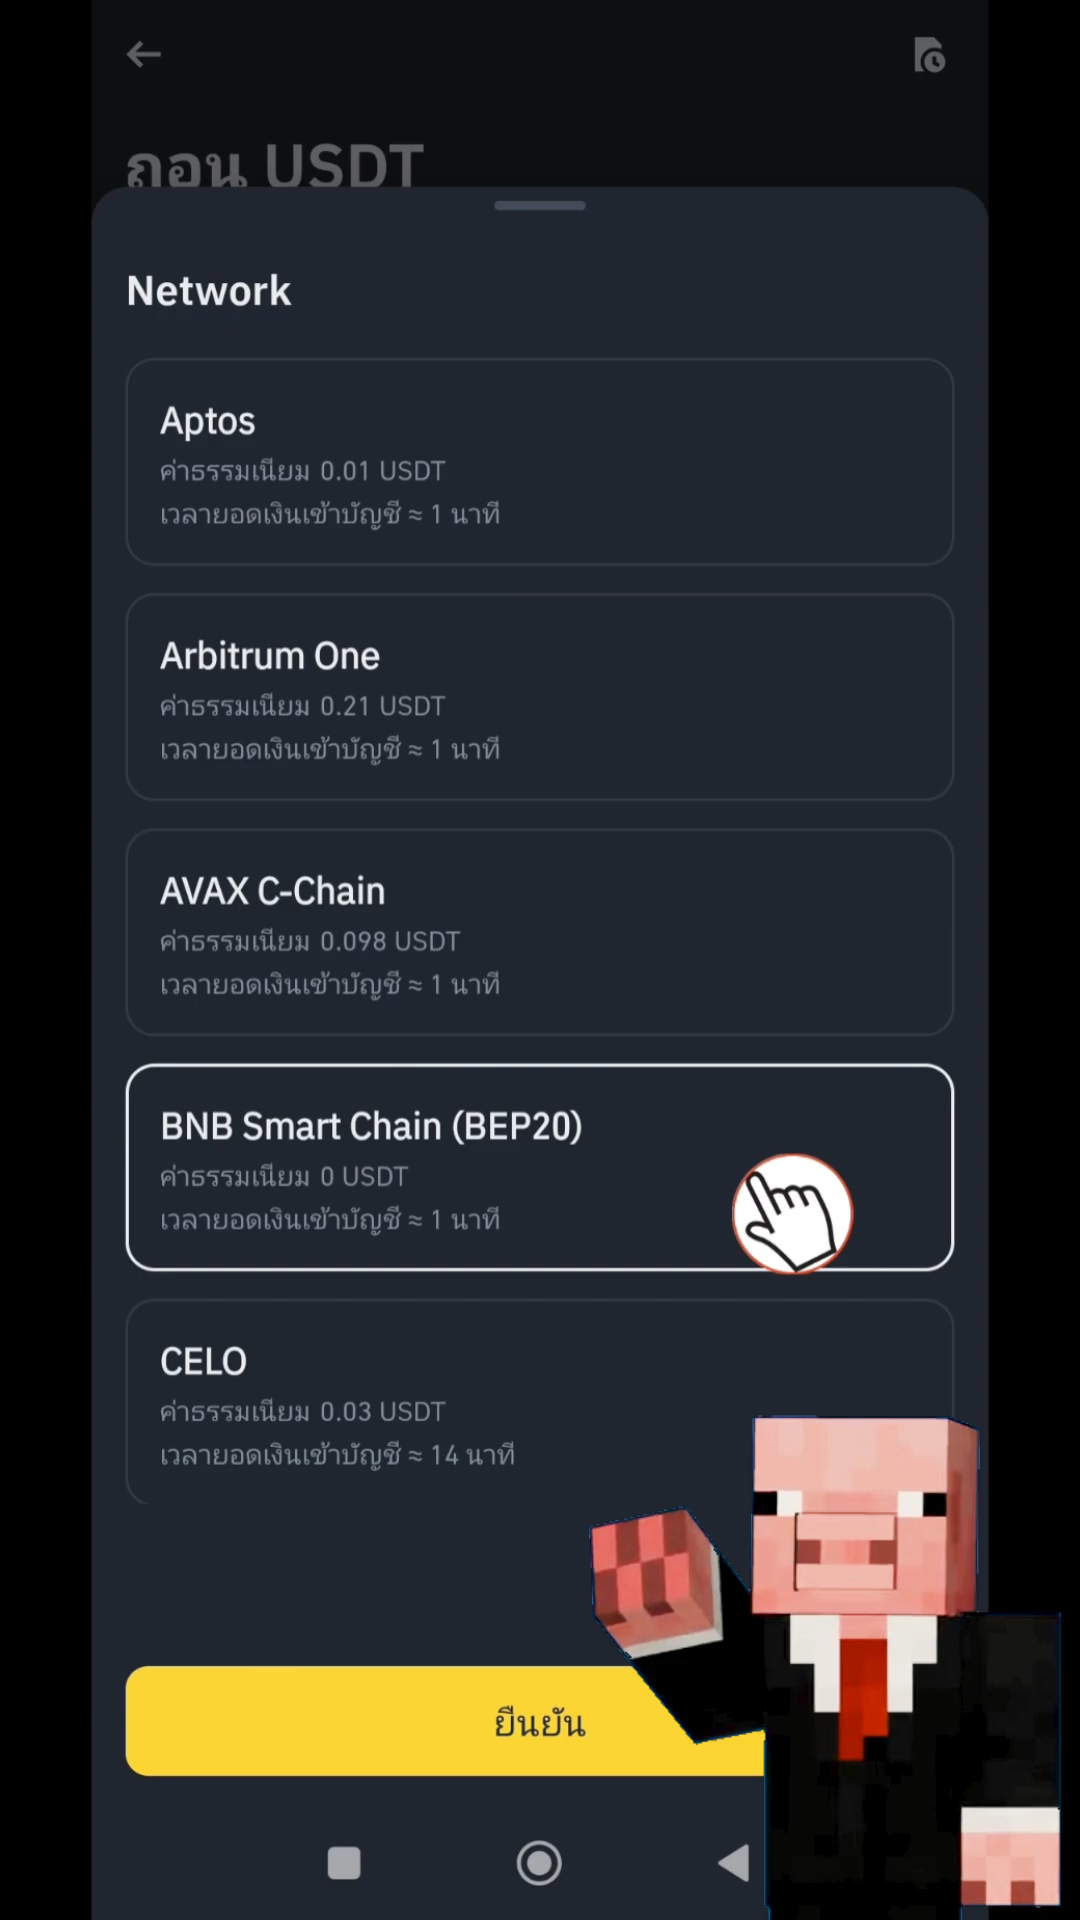 ถอน USDT
Network
Aptos
ค่าธรรมเนียม 0.01 USDT
เวลายอดเงินเข้าบัญชี ≈ 1 นาที
Arbitrum One
ค่าธรรมเนียม 0.21 USDT
เวลายอดเงินเข้าบัญชี ≈ 1 นาที
AVAX C-Chain
ค่าธรรมเนียม 0.098 USDT
เวลายอดเงินเข้าบัญชี ≈ 1 นาที
BNB Smart Chain (BEP20)
ค่าธรรมเนียม 0 USDT
เวลายอดเงินเข้าบัญชี ≈ 1 นาที
CELO
ค่าธรรมเนียม 0.03 USDT
เวลายอดเงินเข้าบัญชี ≈ 14 นาที
ยืนยัน